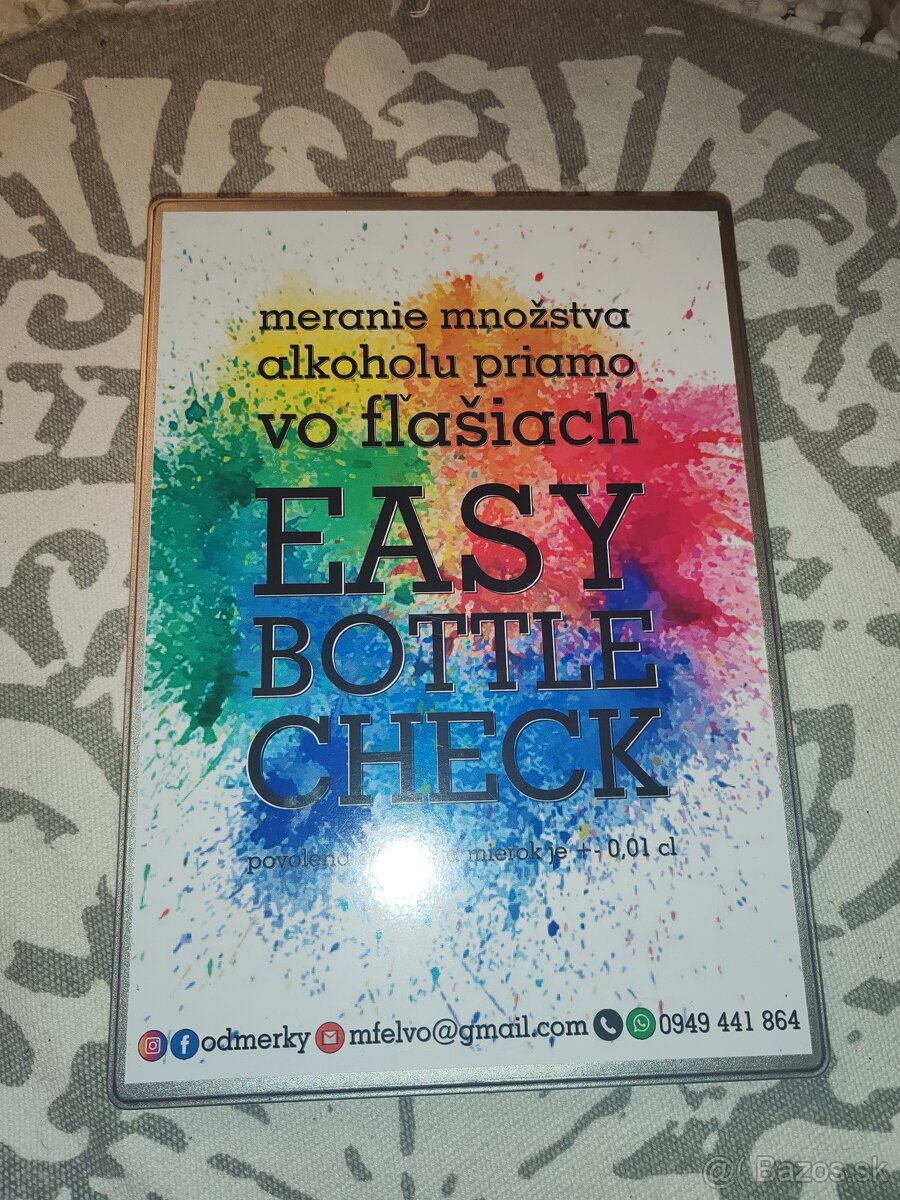 meranie množstva
alkoholu priamo
vo fľašiach
EASY
BOTTLE
CHECK
mierok je +- 0,01 cl
odmerky mfelvo@gmail.com 0949 441 864
@ Bazos.sk